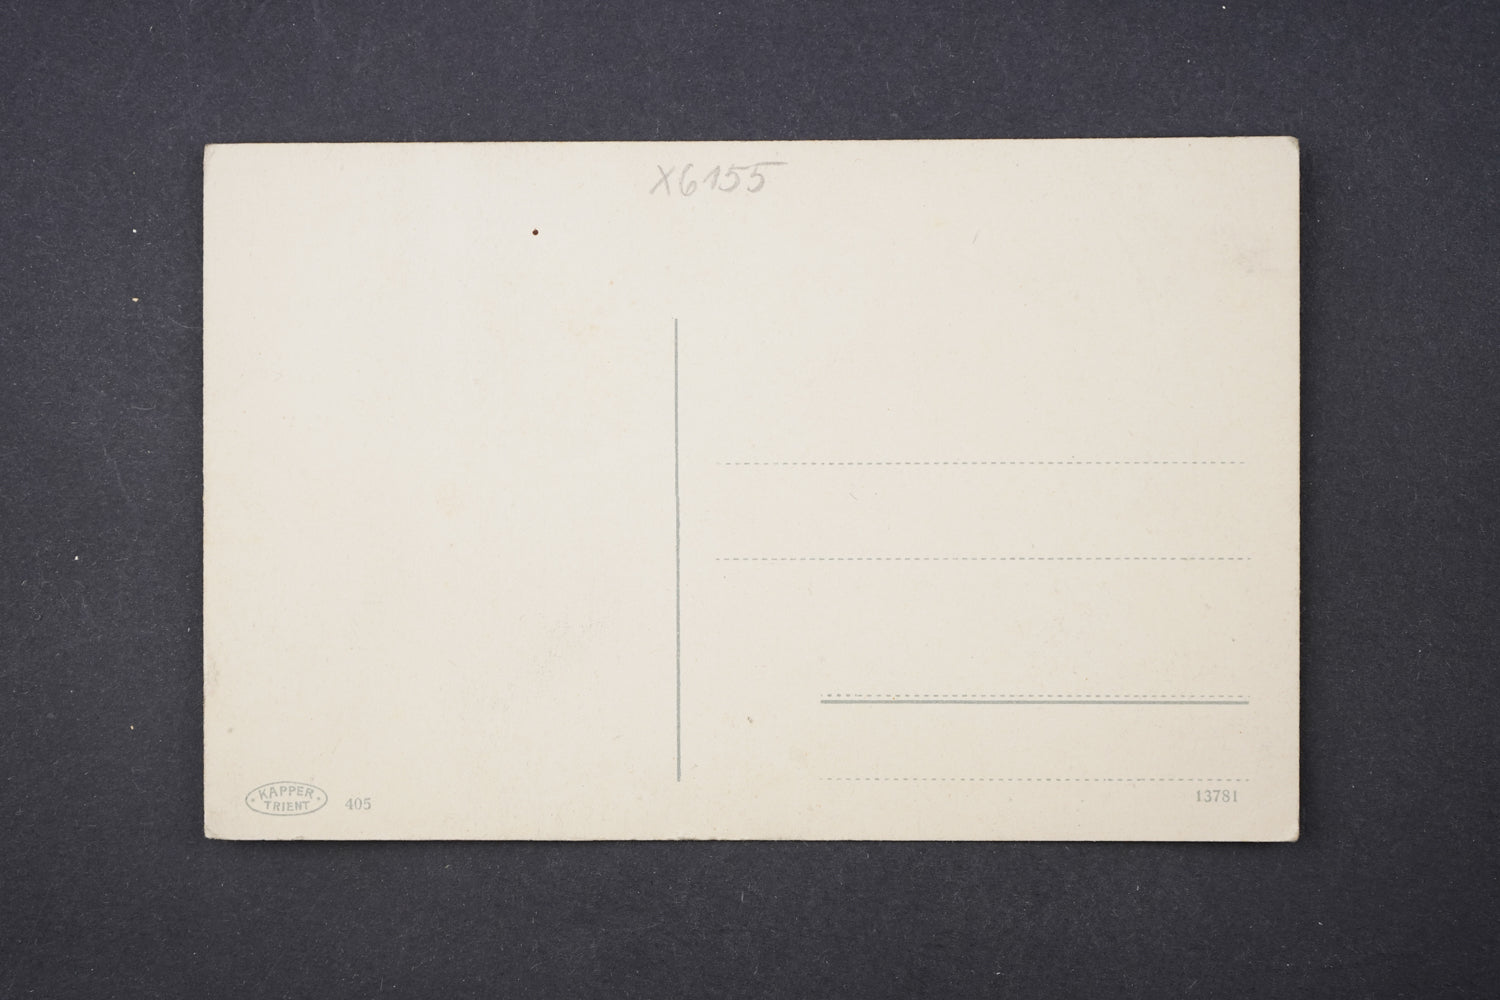 X6155
KAPPER
TRIENT
405
13781